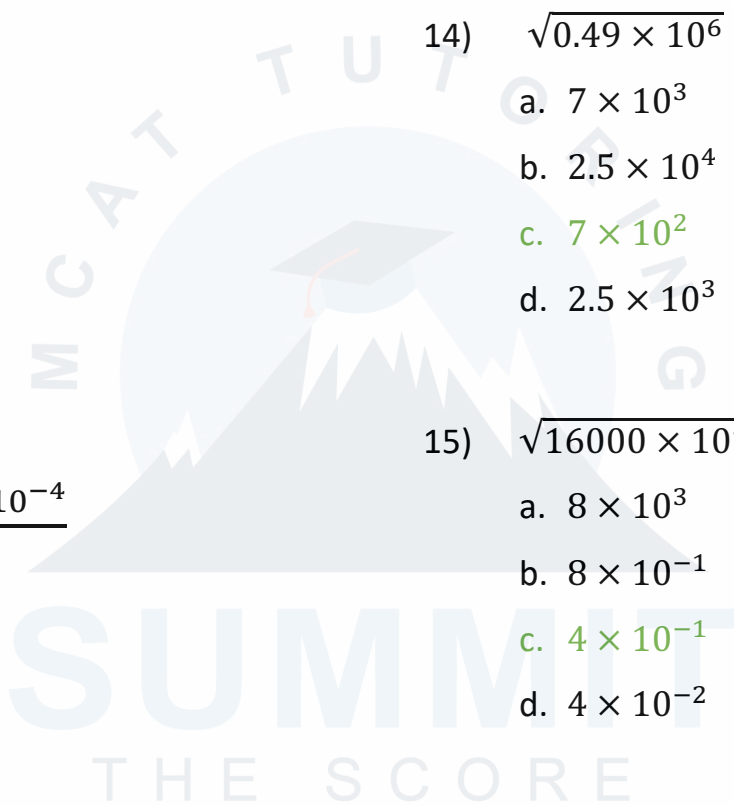 14) √0.49 × 10⁶
a. 7 × 10³
b. 2.5 × 10⁴
c. 7 × 10²
d. 2.5 × 10³
15) √16000 × 10
10⁻⁴
a. 8 × 10³
b. 8 × 10⁻¹
c. 4 × 10⁻¹
d. 4 × 10⁻²
MCAT TUTORING
SUMMIT
THE SCORE